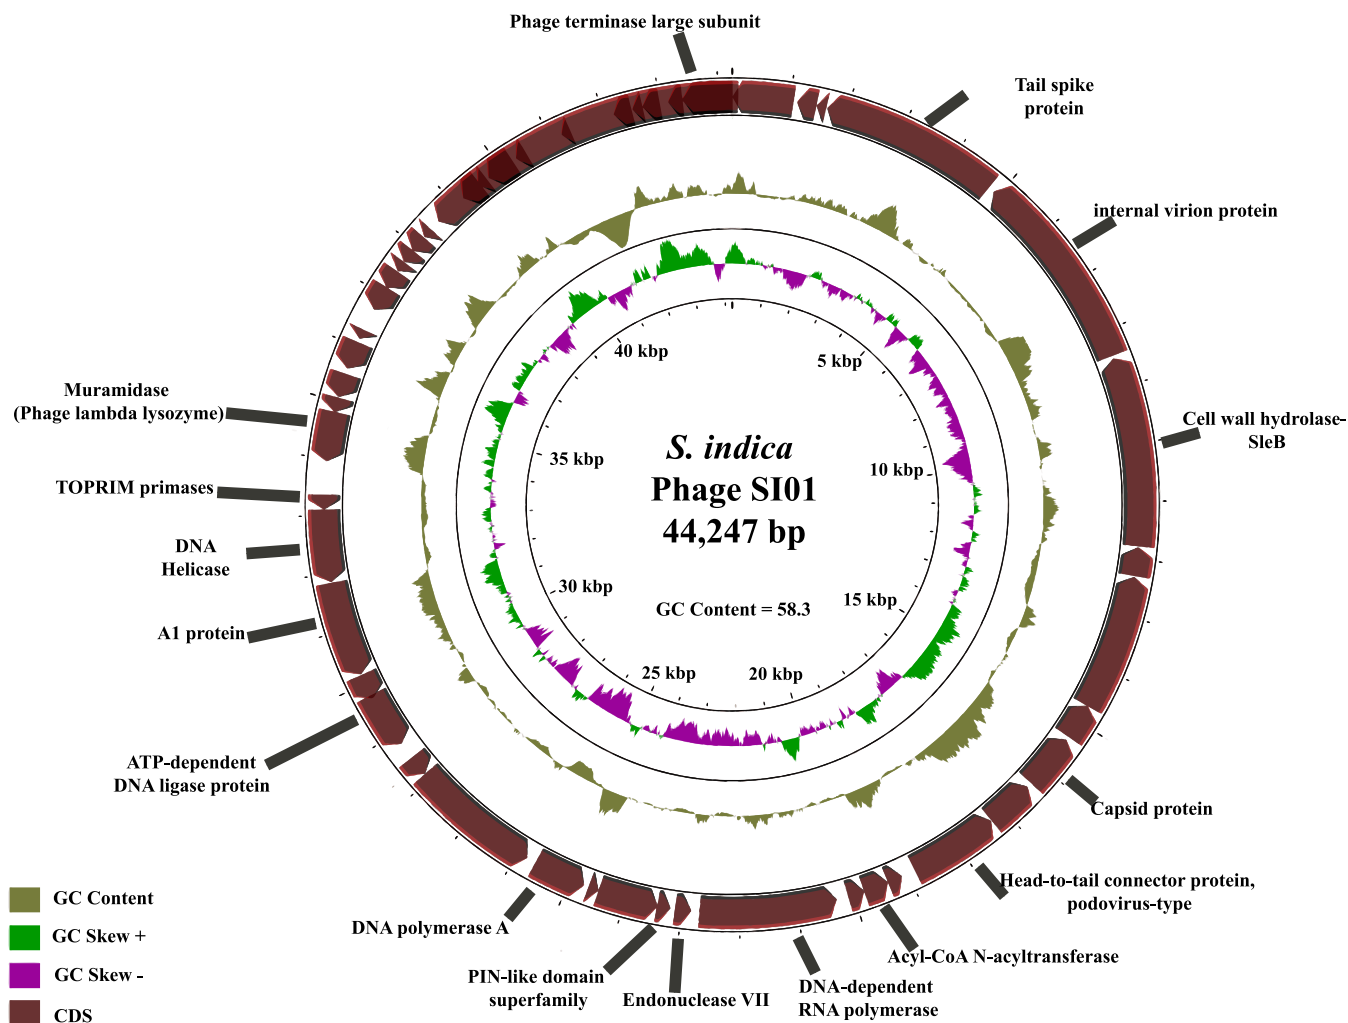 Phage terminase large subunit
Tail spike
protein
internal virion protein
Cell wall hydrolase-
SleB
Capsid protein
Head-to-tail connector protein,
podovirus-type
Acyl-CoA N-acyltransferase
DNA-dependent
RNA polymerase
Endonuclease VII
PIN-like domain
superfamily
DNA polymerase A
ATP-dependent
DNA ligase protein
A1 protein
DNA
Helicase
TOPRIM primases
Muramidase
(Phage lambda lysozyme)
5 kbp
10 kbp
15 kbp
20 kbp
25 kbp
30 kbp
35 kbp
40 kbp
S. indica
Phage SI01
44,247 bp
GC Content = 58.3
GC Content
GC Skew +
GC Skew -
CDS